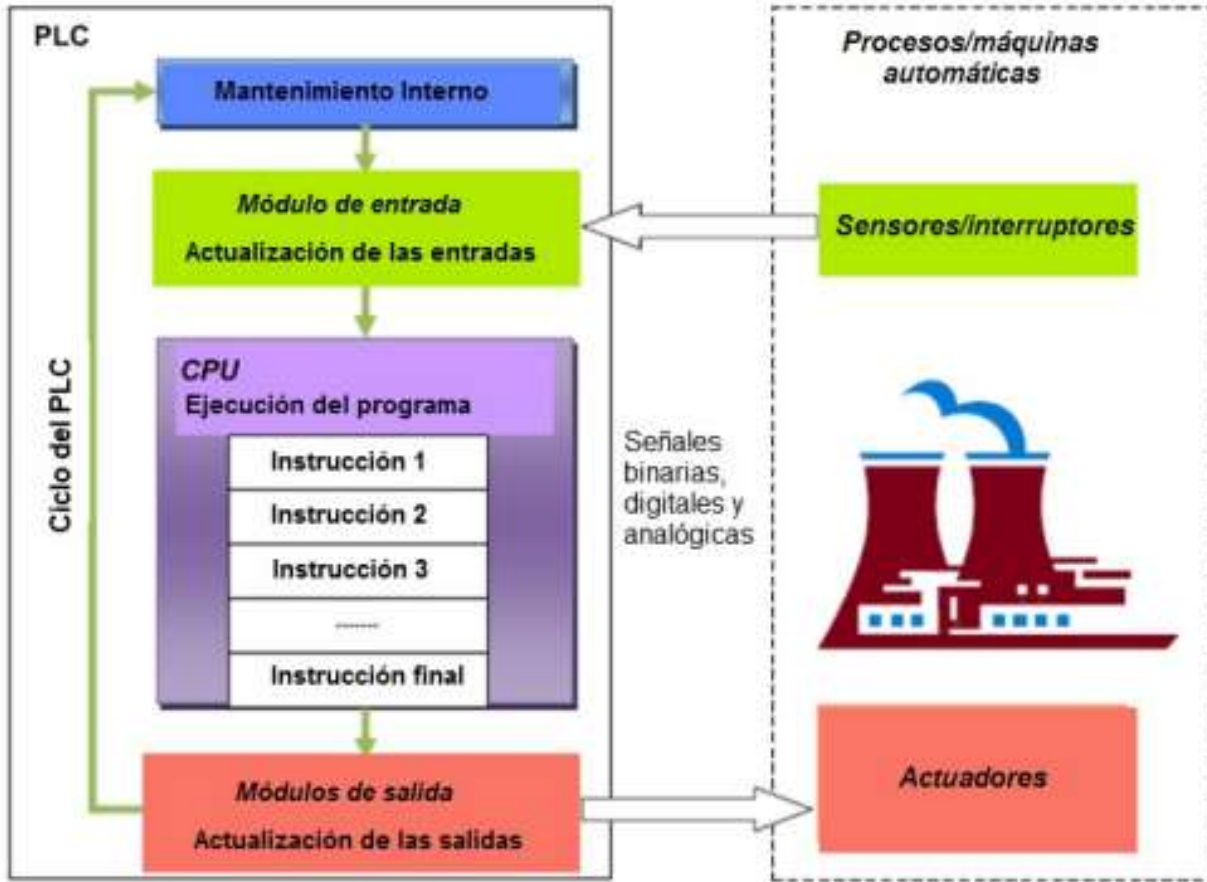 PLC
Mantenimiento Interno
Módulo de entrada
Actualización de las entradas
CPU
Ejecución del programa
Instrucción 1
Instrucción 2
Instrucción 3
-------
Instrucción final
Módulos de salida
Actualización de las salidas
Ciclo del PLC
Señales
binarias,
digitales y
analógicas
Procesos/máquinas
automáticas
Sensores/interruptores
Actuadores